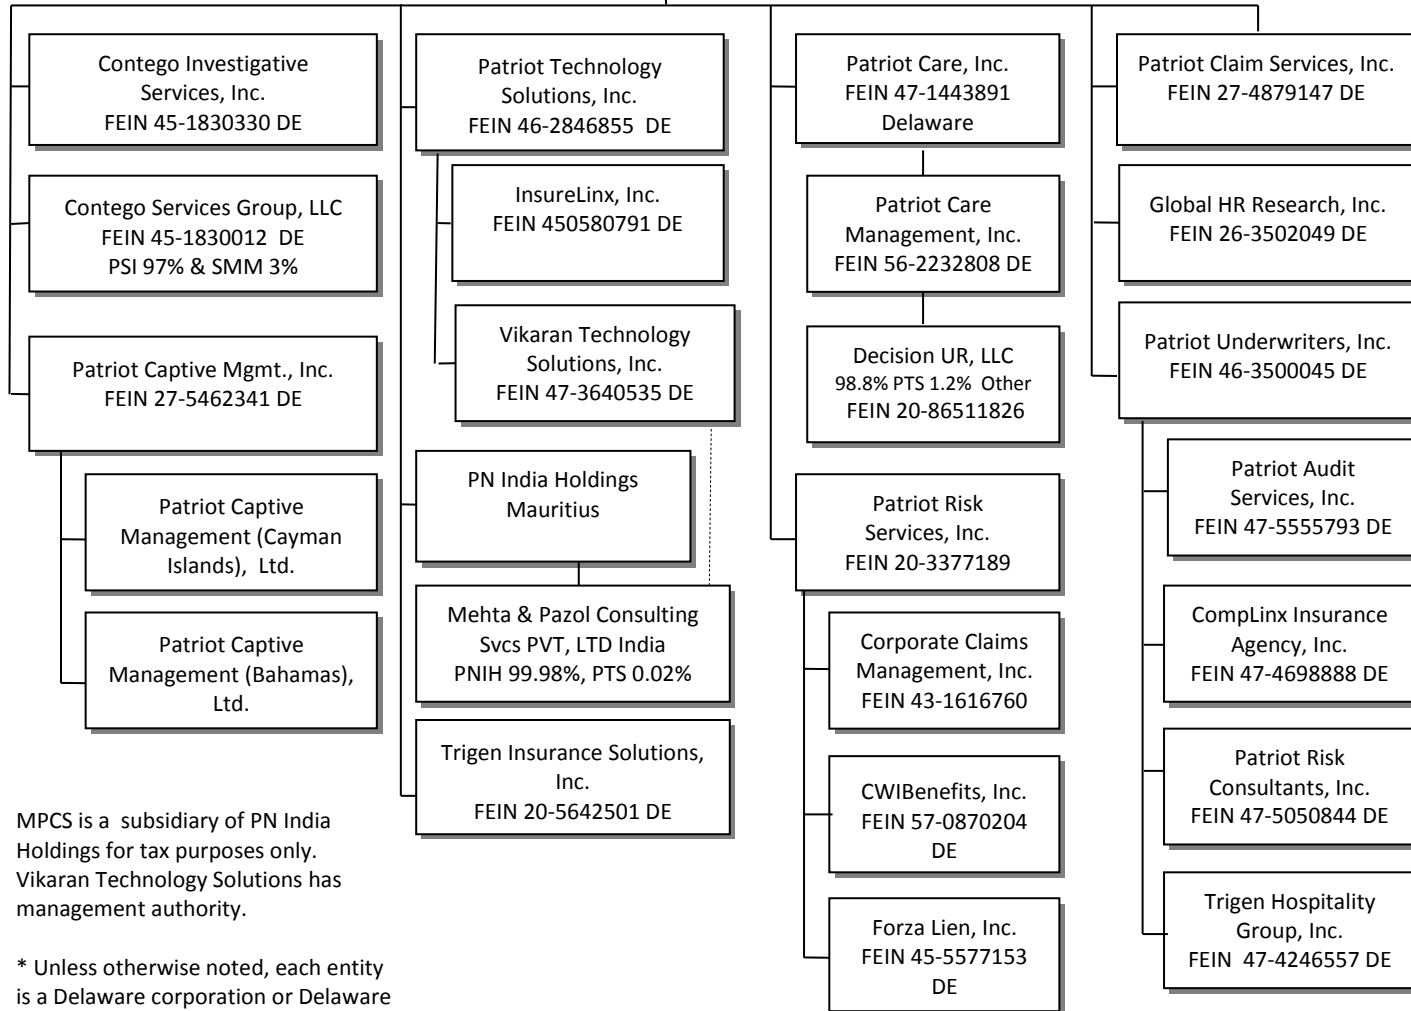 Contego Investigative
Services, Inc.
FEIN 45-1830330 DE
Contego Services Group, LLC
FEIN 45-1830012 DE
PSI 97% & SMM 3%
Patriot Captive Mgmt., Inc.
FEIN 27-5462341 DE
Patriot Captive
Management (Cayman
Islands), Ltd.
Patriot Captive
Management (Bahamas),
Ltd.
MPCS is a subsidiary of PN India
Holdings for tax purposes only.
Vikaran Technology Solutions has
management authority.
* Unless otherwise noted, each entity
is a Delaware corporation or Delaware
Patriot Technology
Solutions, Inc.
FEIN 46-2846855 DE
InsureLinx, Inc.
FEIN 450580791 DE
Vikaran Technology
Solutions, Inc.
FEIN 47-3640535 DE
PN India Holdings
Mauritius
Mehta & Pazol Consulting
Svcs PVT, LTD India
PNIH 99.98%, PTS 0.02%
Trigen Insurance Solutions,
Inc.
FEIN 20-5642501 DE
Patriot Care, Inc.
FEIN 47-1443891
Delaware
Patriot Care
Management, Inc.
FEIN 56-2232808 DE
Decision UR, LLC
98.8% PTS 1.2% Other
FEIN 20-86511826
Patriot Risk
Services, Inc.
FEIN 20-3377189
Corporate Claims
Management, Inc.
FEIN 43-1616760
CWIBenefits, Inc.
FEIN 57-0870204
DE
Forza Lien, Inc.
FEIN 45-5577153
DE
Patriot Claim Services, Inc.
FEIN 27-4879147 DE
Global HR Research, Inc.
FEIN 26-3502049 DE
Patriot Underwriters, Inc.
FEIN 46-3500045 DE
Patriot Audit
Services, Inc.
FEIN 47-5555793 DE
CompLinx Insurance
Agency, Inc.
FEIN 47-4698888 DE
Patriot Risk
Consultants, Inc.
FEIN 47-5050844 DE
Trigen Hospitality
Group, Inc.
FEIN 47-4246557 DE